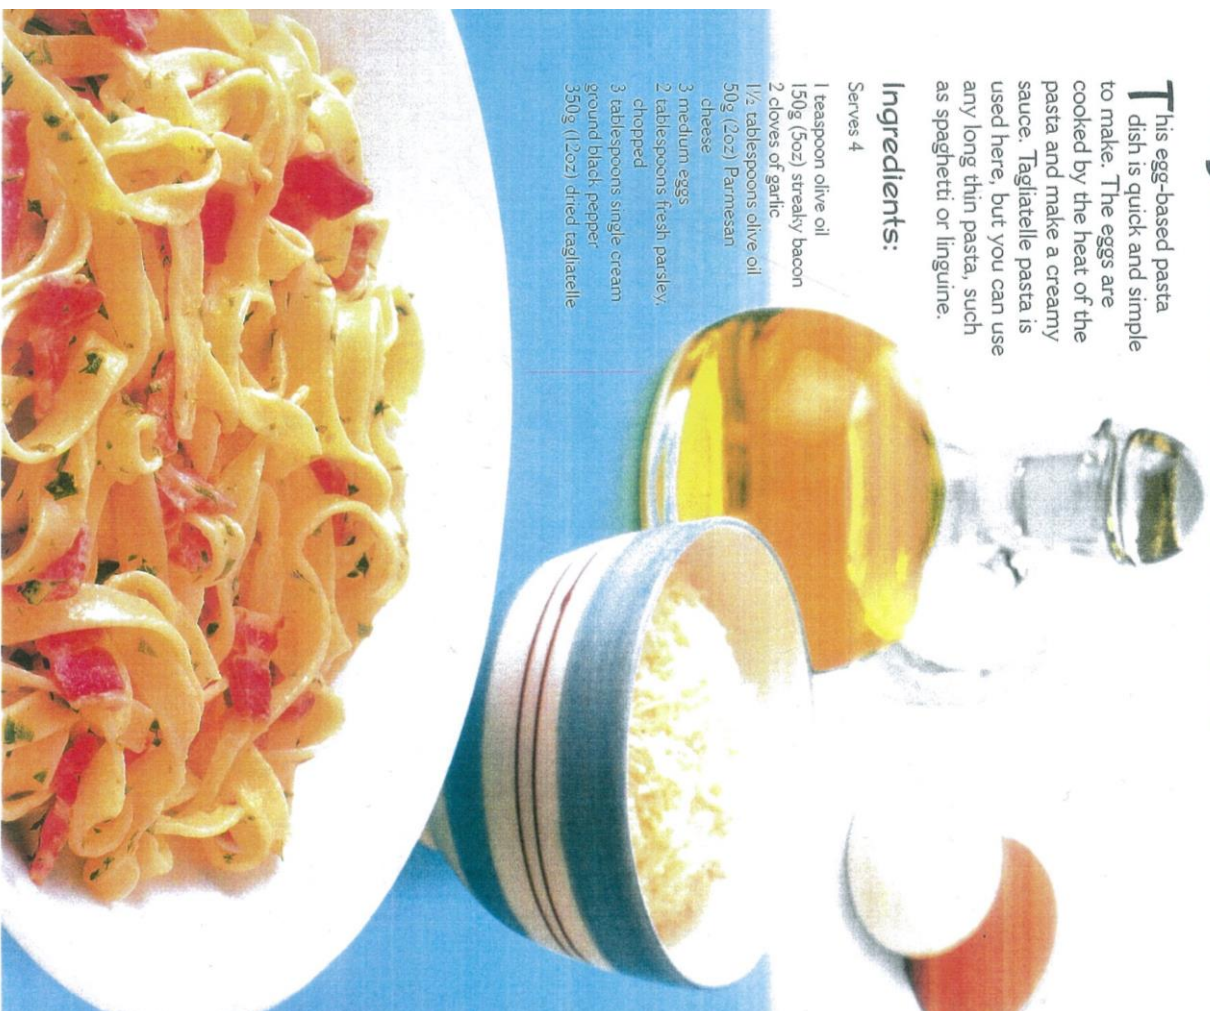 This egg-based pasta
dish is quick and simple
to make. The eggs are
cooked by the heat of the
pasta and make a creamy
sauce. Tagliatelle pasta is
used here, but you can use
any long thin pasta, such
as spaghetti or linguine.
Ingredients:
Serves 4
1 teaspoon olive oil
150g (5oz) streaky bacon
2 cloves of garlic
1½ tablespoons olive oil
50g (2oz) Parmesan
cheese
3 medium eggs
2 tablespoons fresh parsley,
chopped
3 tablespoons single cream
ground black pepper
350g (12oz) dried tagliatelle